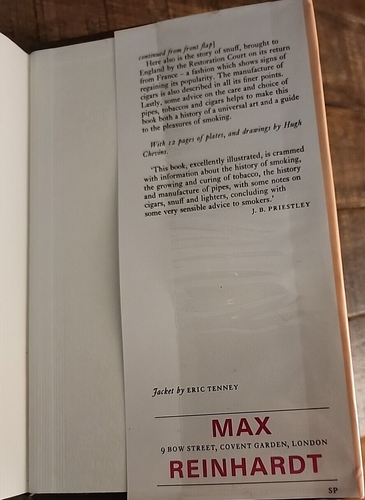 continued from front flap]
Here also is the story of snuff, brought to
England by the Restoration Court on its return
from France – a fashion which shows signs of
regaining its popularity. The manufacture of
cigars is also described in all its finer points.
Lastly, some advice on the care and choice of
pipes, tobaccos and cigars helps to make this
book both a history of a universal art and a guide
to the pleasures of smoking.
With 12 pages of plates, and drawings by Hugh
Chevins.
'This book, excellently illustrated, is crammed
with information about the history of smoking,
the growing and curing of tobacco, the history
and manufacture of pipes, with some notes on
cigars, snuff and lighters, concluding with
some very sensible advice to smokers.'
J. B. PRIESTLEY
Jacket by ERIC TENNEY
MAX
9 BOW STREET, COVENT GARDEN, LONDON
REINHARDT
SP